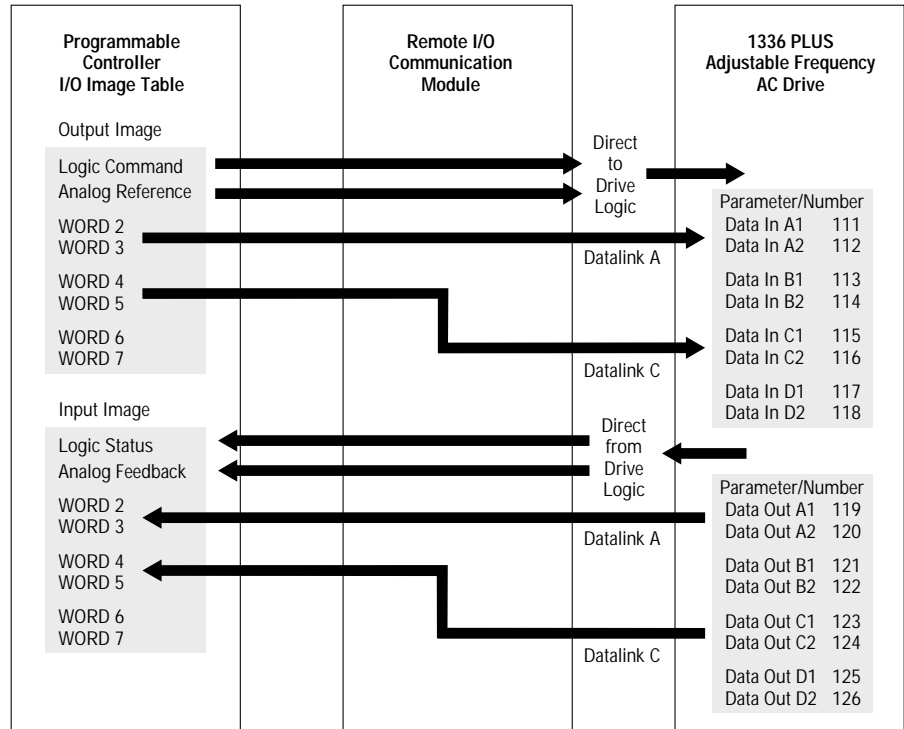 Programmable
Controller
I/O Image Table
Remote I/O
Communication
Module
1336 PLUS
Adjustable Frequency
AC Drive
Output Image
Logic Command
Analog Reference
WORD 2
WORD 3
WORD 4
WORD 5
WORD 6
WORD 7
Direct
to
Drive
Logic
Datalink A
Datalink C
Parameter/Number
Data In A1 111
Data In A2 112
Data In B1 113
Data In B2 114
Data In C1 115
Data In C2 116
Data In D1 117
Data In D2 118
Input Image
Logic Status
Analog Feedback
WORD 2
WORD 3
WORD 4
WORD 5
WORD 6
WORD 7
Direct
from
Drive
Logic
Datalink A
Datalink C
Parameter/Number
Data Out A1 119
Data Out A2 120
Data Out B1 121
Data Out B2 122
Data Out C1 123
Data Out C2 124
Data Out D1 125
Data Out D2 126